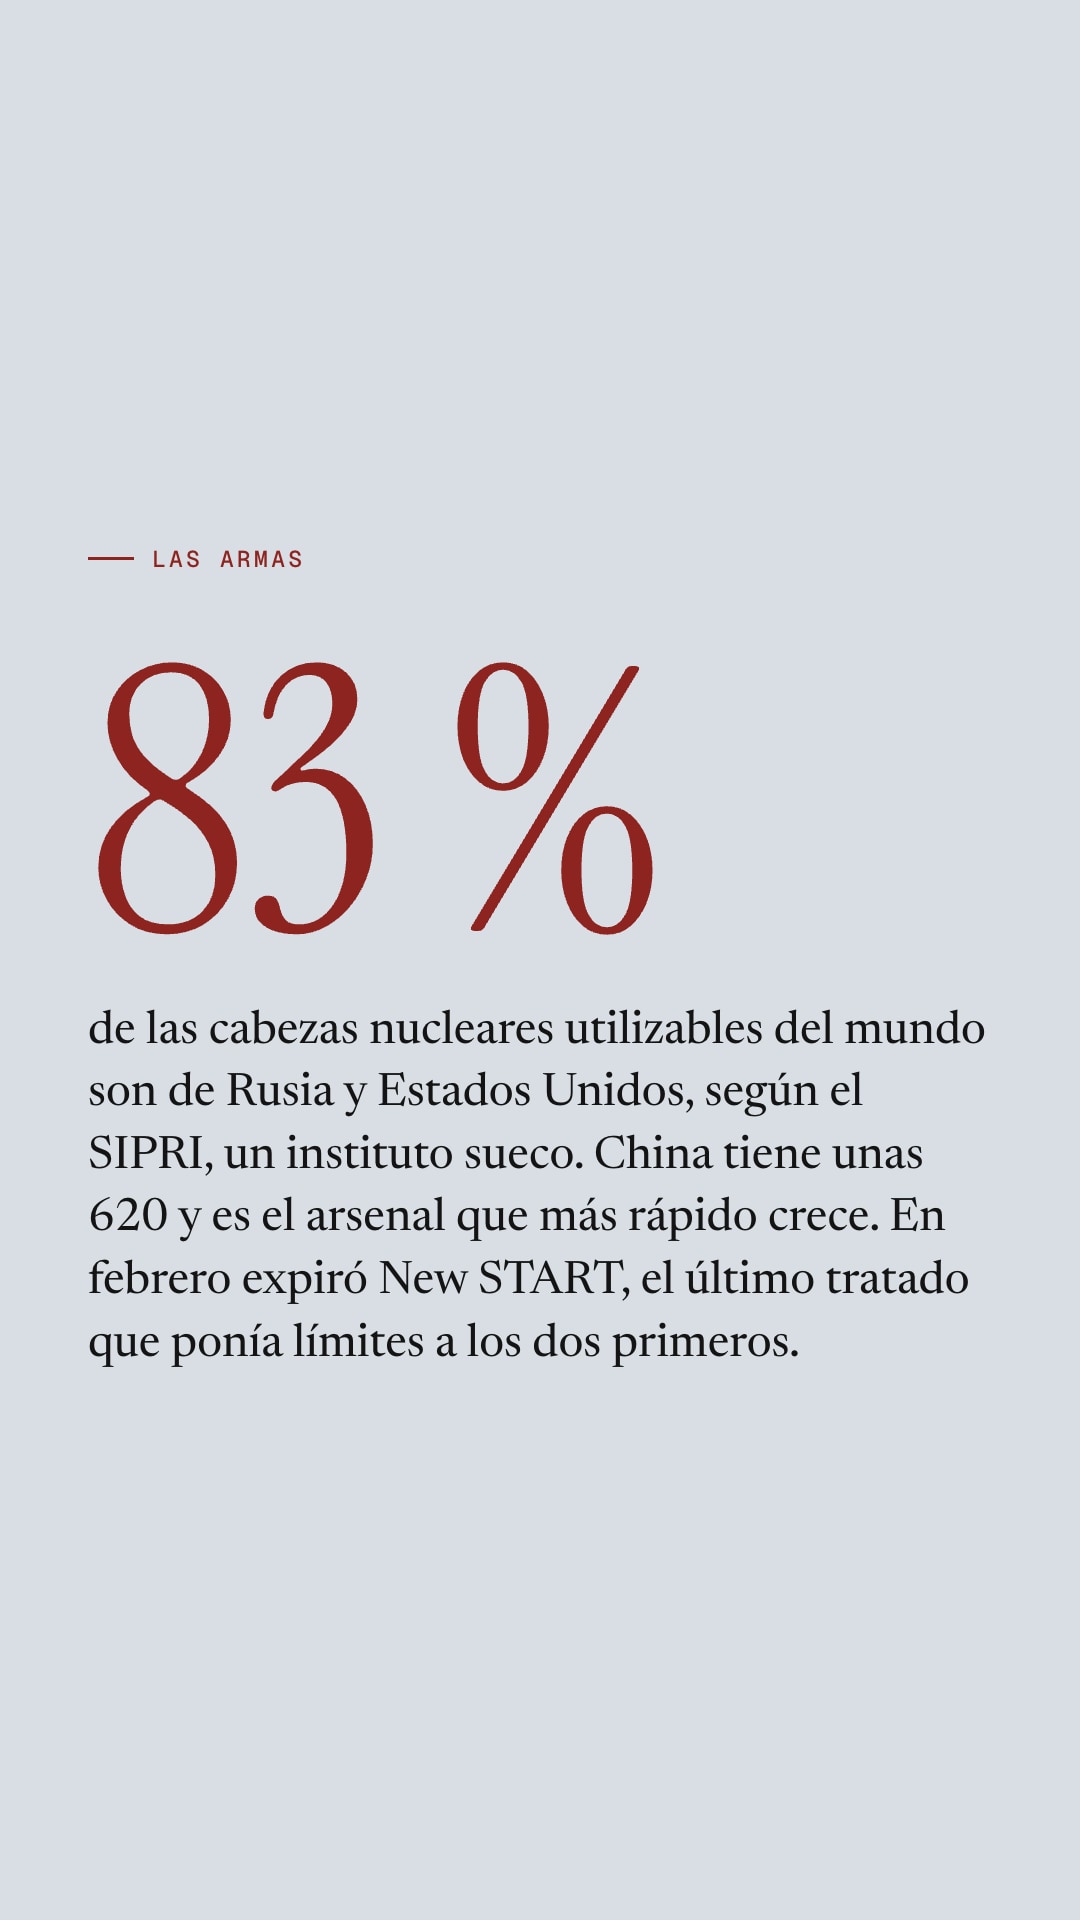 LAS ARMAS
83 %
de las cabezas nucleares utilizables del mundo
son de Rusia y Estados Unidos, según el
SIPRI, un instituto sueco. China tiene unas
620 y es el arsenal que más rápido crece. En
febrero expiró New START, el último tratado
que ponía límites a los dos primeros.